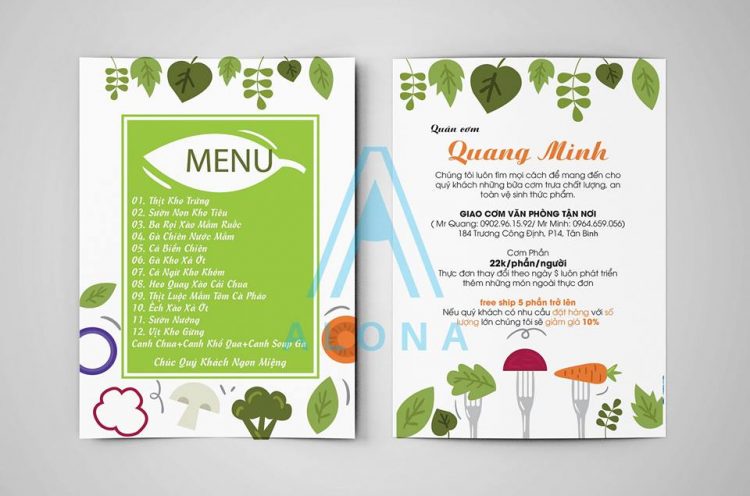 MENU
01. Thịt Kho Trứng
02. Sườn Non Kho Tiêu
03. Ba Rọi Xào Mắm Ruốc
04. Gà Chiên Nước Mắm
05. Cá Biển Chiên
06. Gà Kho Xả Ớt
07. Cá Ngừ Kho Khóm
08. Heo Quay Xào Cải Chua
09. Thịt Luộc Mắm Tôm Cà Pháo
10. Ếch Xào Xả Ớt
11. Sườn Nướng
12. Vịt Kho Gừng
Canh Chua+Canh Khổ Qua+Canh Soup Gà
Chúc Quý Khách Ngon Miệng
Quán cơm
Quang Minh
Chúng tôi luôn tìm mọi cách để mang đến cho
quý khách những bữa cơm trưa chất lượng, an
toàn vệ sinh thức phẩm.
GIAO CƠM VĂN PHÒNG TẬN NƠI
( Mr Quang: 0902.96.15.92/ Mr Minh: 0964.659.056)
184 Trương Công Định, P14, Tân Bình
Cơm Phần
22k/phần/người
Thực đơn thay đổi theo ngày $ luôn phát triển
thêm những món ngoài thực đơn
free ship 5 phần trở lên
Nếu quý khách có nhu cầu đặt hàng với số
lượng lớn chúng tôi sẽ giảm giá 10%
ALONA